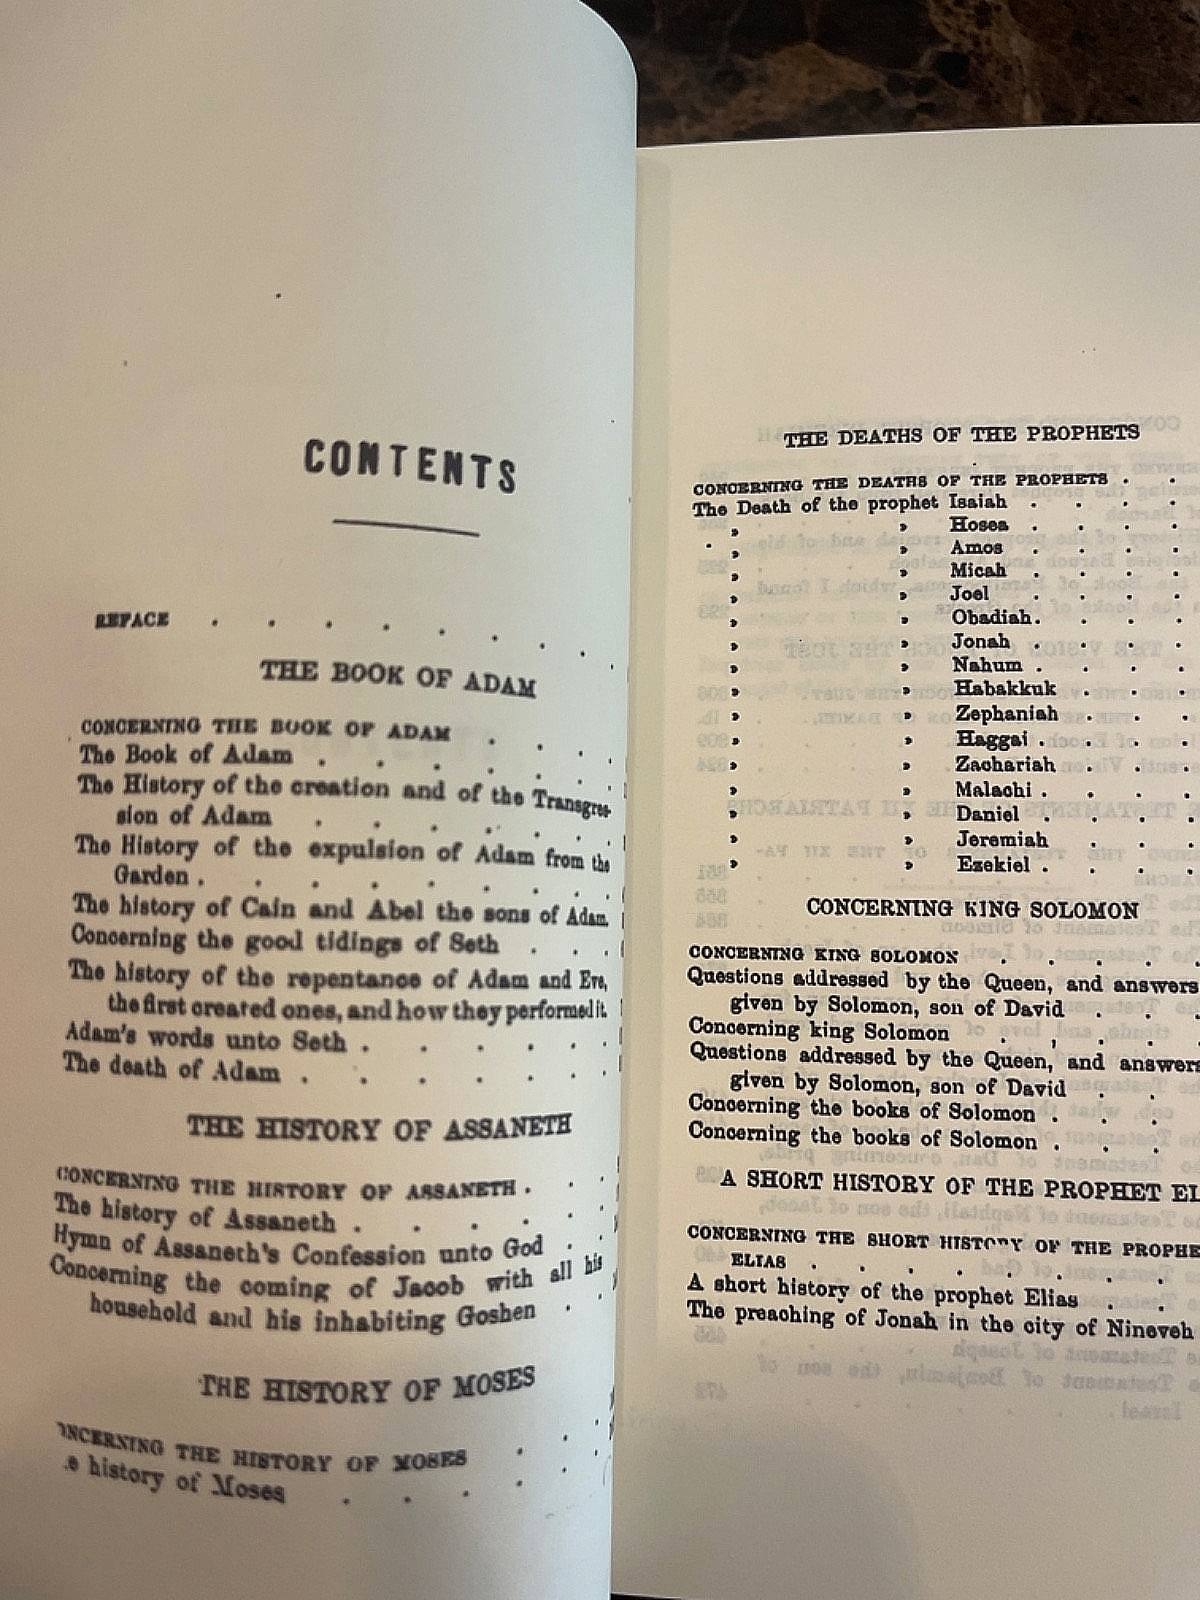 CONTENTS
REFACE . . . . . . .
THE BOOK OF ADAM
CONCERNING THE BOOK OF ADAM . . .
The Book of Adam . . . . . .
The History of the creation and of the Transgres-
sion of Adam . . . . . .
The History of the expulsion of Adam from the
Garden . . . . . . . .
The history of Cain and Abel the sons of Adam
Concerning the good tidings of Seth . . .
The history of the repentance of Adam and Eve,
the first created ones, and how they performed it.
Adam's words unto Seth . . . . .
The death of Adam . . . . . .
THE HISTORY OF ASSANETH
CONCERNING THE HISTORY OF ASSANETH . . .
The history of Assaneth . . . . .
Hymn of Assaneth's Confession unto God . .
Concerning the coming of Jacob with all his
household and his inhabiting Goshen . .
THE HISTORY OF MOSES
ONCERNING THE HISTORY OF MOSES . . .
e history of Moses . . . . .
THE DEATHS OF THE PROPHETS
CONCERNING THE DEATHS OF THE PROPHETS . .
The Death of the prophet Isaiah . . . .
" " Hosea . . . .
" " Amos . . . .
" " Micah . . . .
" " Joel . . . .
" " Obadiah . . . .
" " Jonah . . . .
" " Nahum . . . .
" " Habakkuk . . .
" " Zephaniah . . .
" " Haggai . . . .
" " Zachariah . . .
" " Malachi . . . .
" " Daniel . . . .
" " Jeremiah . . .
" " Ezekiel . . . .
CONCERNING KING SOLOMON
CONCERNING KING SOLOMON . . . . .
Questions addressed by the Queen, and answers
given by Solomon, son of David . . .
Concerning king Solomon . . . . .
Questions addressed by the Queen, and answers
given by Solomon, son of David . .
Concerning the books of Solomon . . .
Concerning the books of Solomon . . .
A SHORT HISTORY OF THE PROPHET EL
CONCERNING THE SHORT HISTORY OF THE PROPHE
ELIAS . . . . . . . .
A short history of the prophet Elias . .
The preaching of Jonah in the city of Nineveh